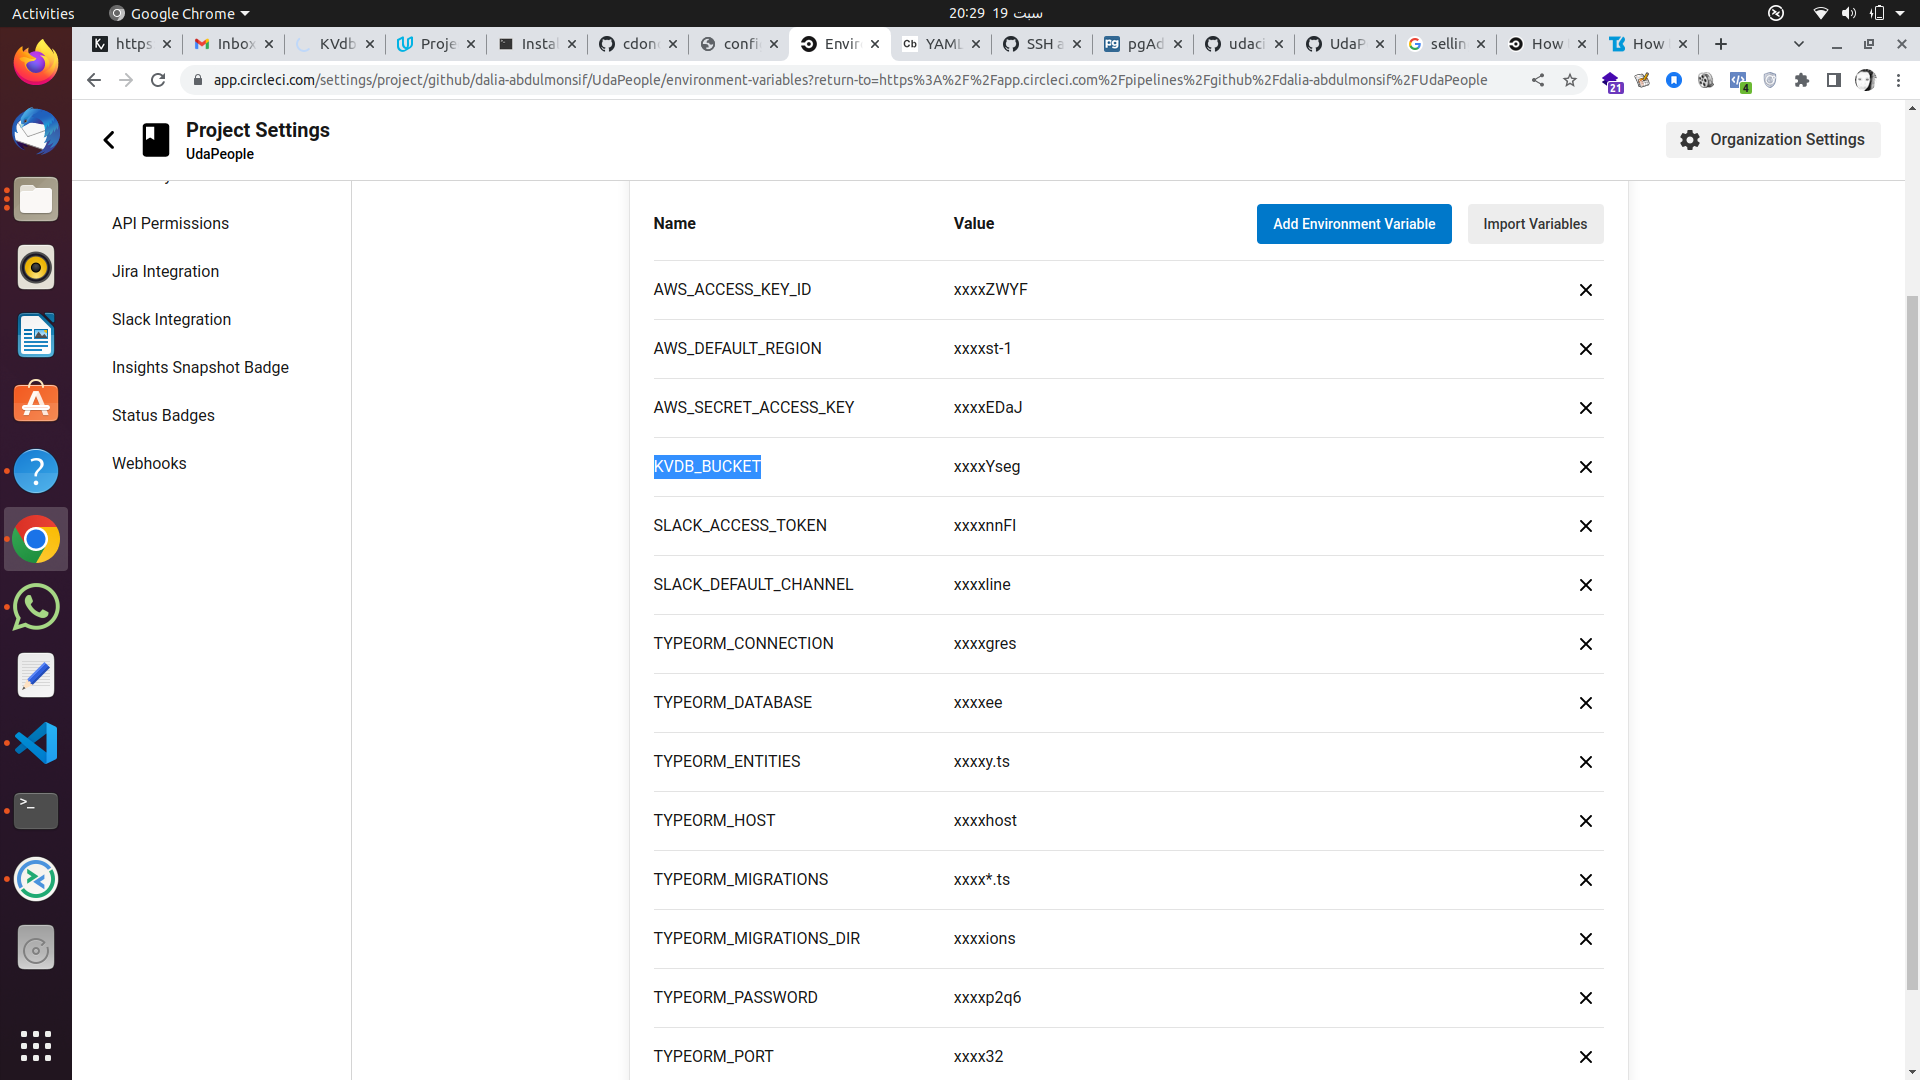 Activities
Google Chrome
سبت 19 20:29
https
Inbox
KVdb
Proje
Instal
cdon
confi
Envir
YAML
SSH a
pgAd
udaci
UdaP
sellin
How
How
app.circleci.com/settings/project/github/dalia-abdulmonsif/UdaPeople/environment-variables?return-to=https%3A%2F%2Fapp.circleci.com%2Fpipelines%2Fgithub%2Fdalia-abdulmonsif%2FUdaPeople
21
4
Project Settings
UdaPeople
Organization Settings
API Permissions
Jira Integration
Slack Integration
Insights Snapshot Badge
Status Badges
Webhooks
Name Value Add Environment Variable Import Variables
AWS_ACCESS_KEY_ID xxxxZWYF
AWS_DEFAULT_REGION xxxxst-1
AWS_SECRET_ACCESS_KEY xxxxEDaJ
KVDB_BUCKET xxxxYseg
SLACK_ACCESS_TOKEN xxxxnnFl
SLACK_DEFAULT_CHANNEL xxxxline
TYPEORM_CONNECTION xxxxgres
TYPEORM_DATABASE xxxxee
TYPEORM_ENTITIES xxxxy.ts
TYPEORM_HOST xxxxhost
TYPEORM_MIGRATIONS xxxx*.ts
TYPEORM_MIGRATIONS_DIR xxxxions
TYPEORM_PASSWORD xxxxp2q6
TYPEORM_PORT xxxx32